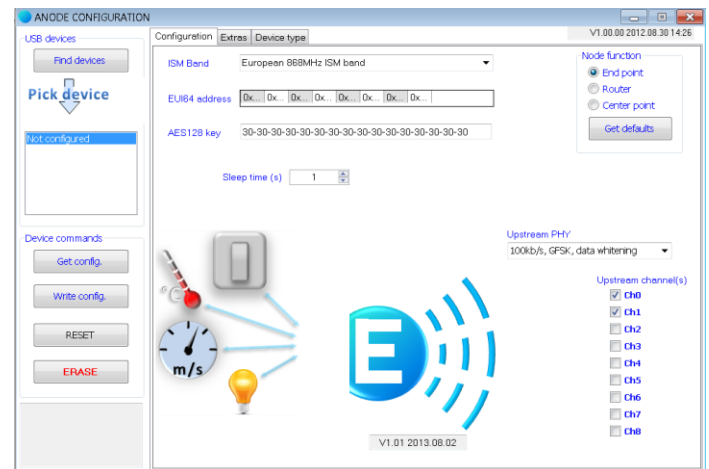 ANODE CONFIGURATION
USB devices
Find devices
Pick device
Not configured
Device commands
Get config.
Write config.
RESET
ERASE
Configuration Extras Device type
V1.00.00 2012.08.30 14:26
ISM Band European 868MHz ISM band
EUI64 address 0x... 0x... 0x... 0x... 0x... 0x... 0x... 0x...
AES128 key 30-30-30-30-30-30-30-30-30-30-30-30-30-30-30-30
Sleep time (s) 1
Node function
End point
Router
Center point
Get defaults
Upstream PHY
100kb/s, GFSK, data whitening
Upstream channel(s)
Ch0
Ch1
Ch2
Ch3
Ch4
Ch5
Ch6
Ch7
Ch8
°C
m/s
E
V1.01 2013.08.02